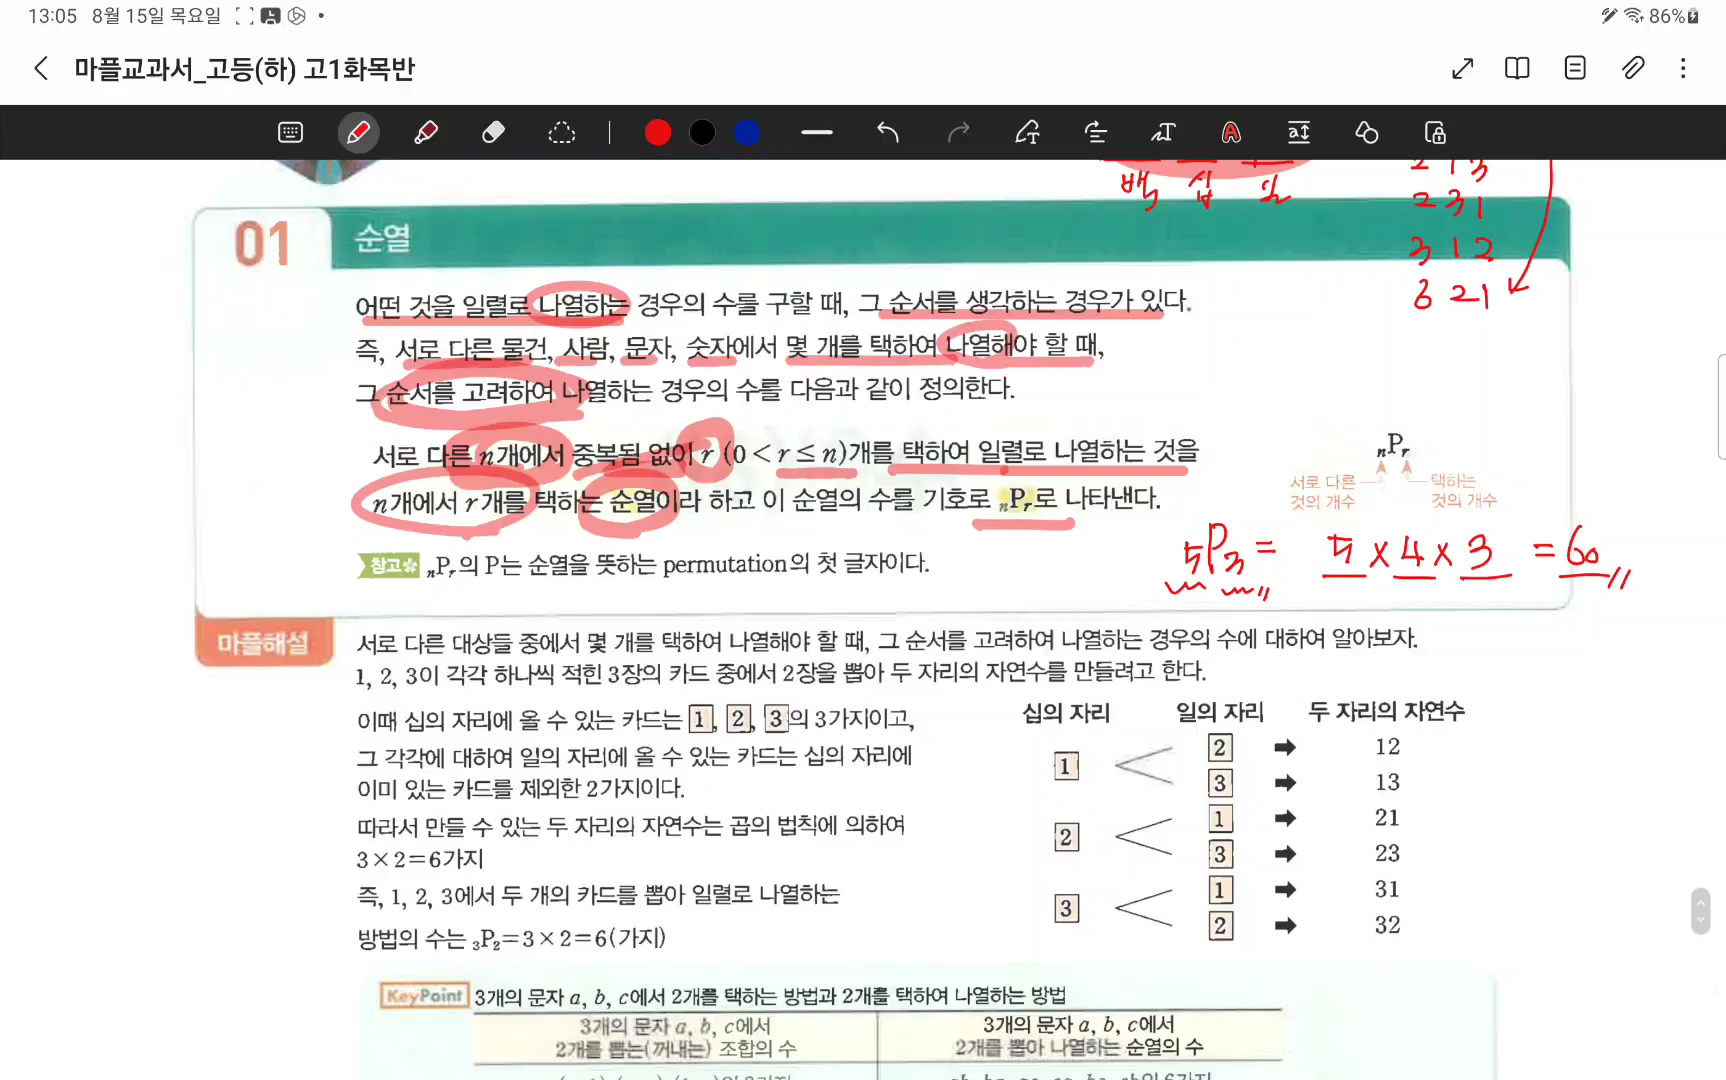 13:05 8월 15일 목요일
86%
마플교과서_고등(하) 고1화목반
백 십 일
2 1 3
2 3 1
3 1 2
3 2 1
01 순열
어떤 것을 일렬로 나열하는 경우의 수를 구할 때, 그 순서를 생각하는 경우가 있다.
즉, 서로 다른 물건, 사람, 문자, 숫자에서 몇 개를 택하여 나열해야 할 때,
그 순서를 고려하여 나열하는 경우의 수를 다음과 같이 정의한다.
서로 다른 n개에서 중복됨 없이 r (0<r≤n)개를 택하여 일렬로 나열하는 것을
n개에서 r개를 택하는 순열이라 하고 이 순열의 수를 기호로 ₙPᵣ로 나타낸다.
ₙPᵣ
서로 다른 것의 개수
택하는 것의 개수
₅P₃ = 5 × 4 × 3 = 60
참고 ₙPᵣ의 P는 순열을 뜻하는 permutation의 첫 글자이다.
마플해설
서로 다른 대상들 중에서 몇 개를 택하여 나열해야 할 때, 그 순서를 고려하여 나열하는 경우의 수에 대하여 알아보자.
1, 2, 3이 각각 하나씩 적힌 3장의 카드 중에서 2장을 뽑아 두 자리의 자연수를 만들려고 한다.
이때 십의 자리에 올 수 있는 카드는 1, 2, 3의 3가지이고,
그 각각에 대하여 일의 자리에 올 수 있는 카드는 십의 자리에
이미 있는 카드를 제외한 2가지이다.
따라서 만들 수 있는 두 자리의 자연수는 곱의 법칙에 의하여
3×2=6가지
즉, 1, 2, 3에서 두 개의 카드를 뽑아 일렬로 나열하는
방법의 수는 ₃P₂=3×2=6(가지)
십의 자리 일의 자리 두 자리의 자연수
1 2 ➡ 12
3 ➡ 13
2 1 ➡ 21
3 ➡ 23
3 1 ➡ 31
2 ➡ 32
KeyPoint 3개의 문자 a, b, c에서 2개를 택하는 방법과 2개를 택하여 나열하는 방법
3개의 문자 a, b, c에서
2개를 뽑는(꺼내는) 조합의 수
3개의 문자 a, b, c에서
2개를 뽑아 나열하는 순열의 수